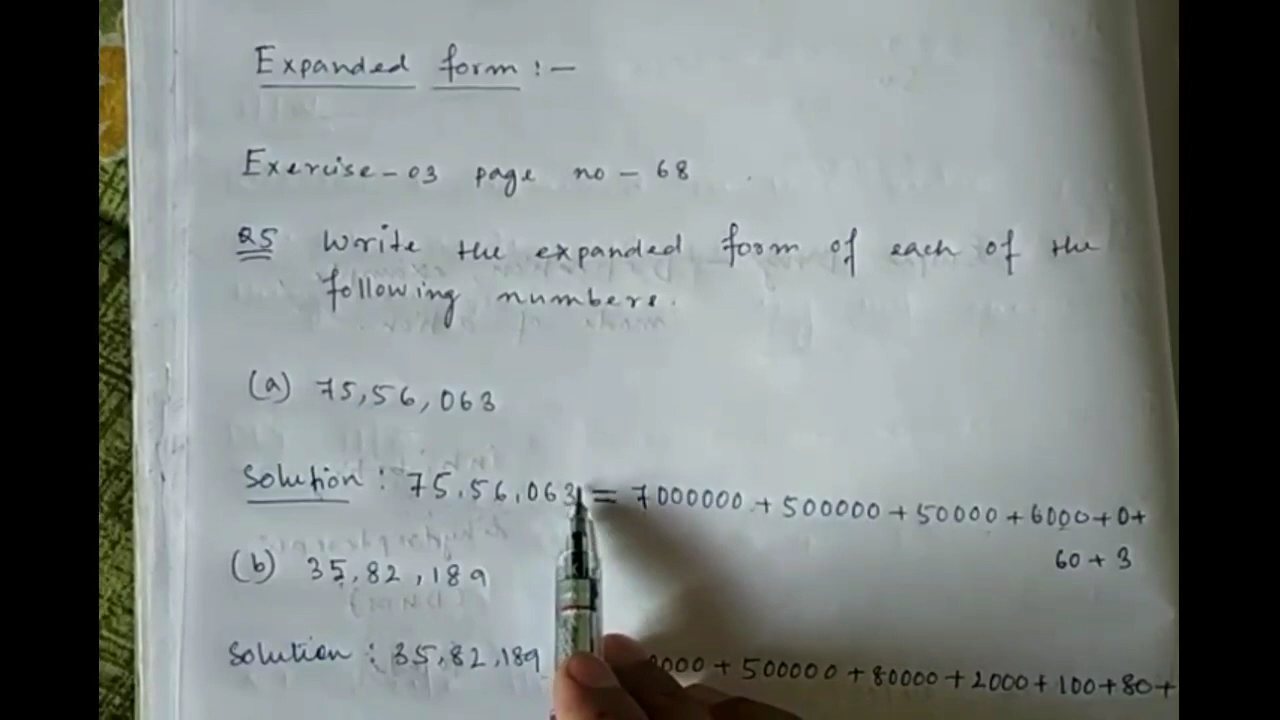 Expanded form :-
Exercise-03 page no - 68
Q5 Write the expanded form of each of the
following numbers.
(a) 75,56,063
Solution : 75,56,063 = 7000000 + 500000 + 50000 + 6000 + 0 +
60 + 3
(b) 35,82,189
Solution : 35,82,189 0000 + 500000 + 80000 + 2000 + 100 + 80 +